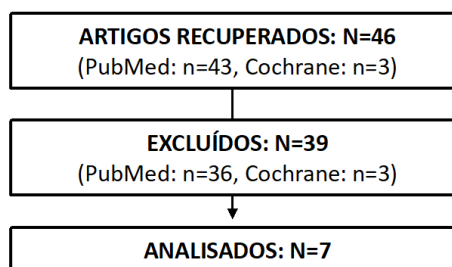 ARTIGOS RECUPERADOS: N=46
(PubMed: n=43, Cochrane: n=3)
EXCLUÍDOS: N=39
(PubMed: n=36, Cochrane: n=3)
ANALISADOS: N=7